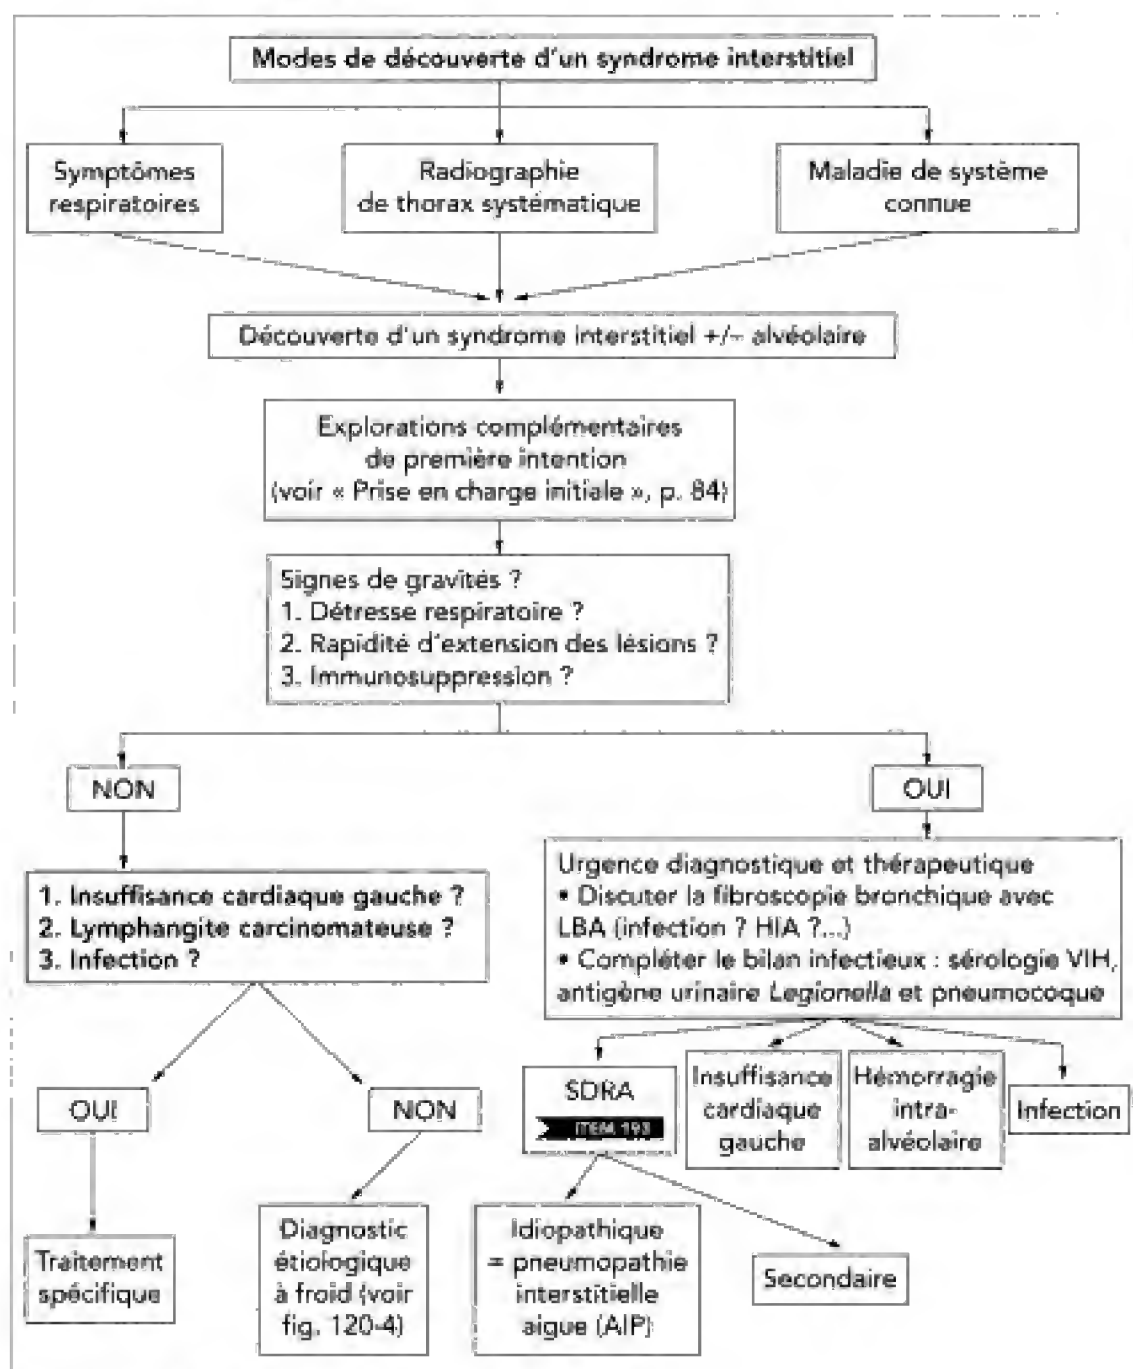 Modes de découverte d'un syndrome interstitiel
Symptômes
respiratoires
Radiographie
de thorax systématique
Maladie de système
connue
Découverte d'un syndrome interstitiel +/– alvéolaire
Explorations complémentaires
de première intention
(voir « Prise en charge initiale », p. 84)
Signes de gravités ?
1. Détresse respiratoire ?
2. Rapidité d'extension des lésions ?
3. Immunosuppression ?
NON
OUI
1. Insuffisance cardiaque gauche ?
2. Lymphangite carcinomateuse ?
3. Infection ?
Urgence diagnostique et thérapeutique
• Discuter la fibroscopie bronchique avec
LBA (infection ? HIA ?...)
• Compléter le bilan infectieux : sérologie VIH,
antigène urinaire Legionella et pneumocoque
OUI
NON
SDRA
ITEM 193
Insuffisance
cardiaque
gauche
Hémorragie
intra-
alvéolaire
Infection
Traitement
spécifique
Diagnostic
étiologique
à froid (voir
fig. 120-4)
Idiopathique
= pneumopathie
interstitielle
aigue (AIP)
Secondaire